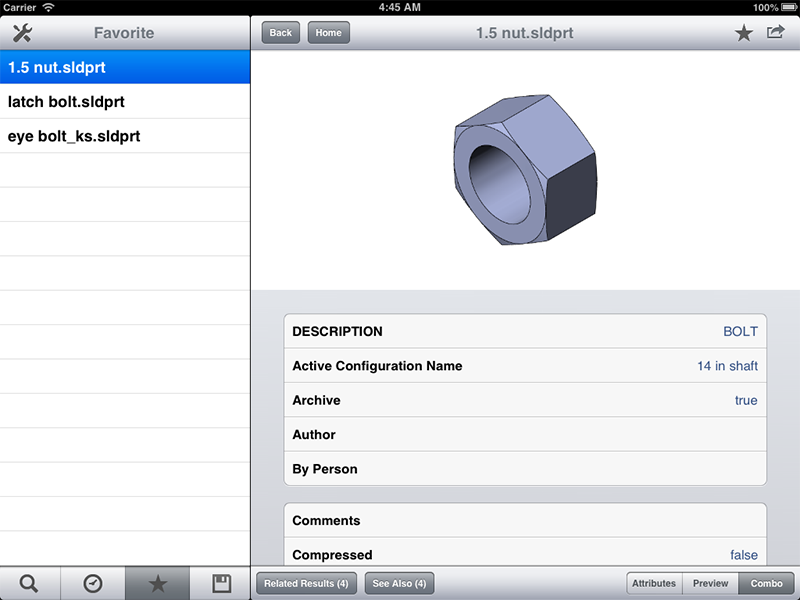 Carrier 4:45 AM 100%
Favorite
Back Home 1.5 nut.sldprt
1.5 nut.sldprt
latch bolt.sldprt
eye bolt_ks.sldprt
DESCRIPTION BOLT
Active Configuration Name 14 in shaft
Archive true
Author
By Person
Comments
Compressed false
Related Results (4) See Also (4) Attributes Preview Combo